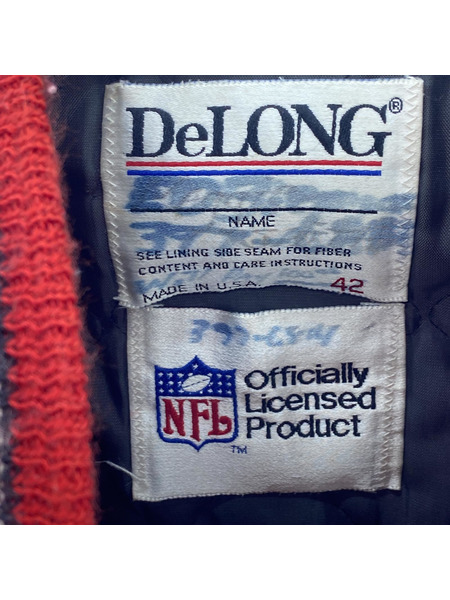 DeLONG®
NAME
SEE LINING SIDE SEAM FOR FIBER
CONTENT AND CARE INSTRUCTIONS
MADE IN U.S.A. 42
NFL
TM
Officially
Licensed
Product